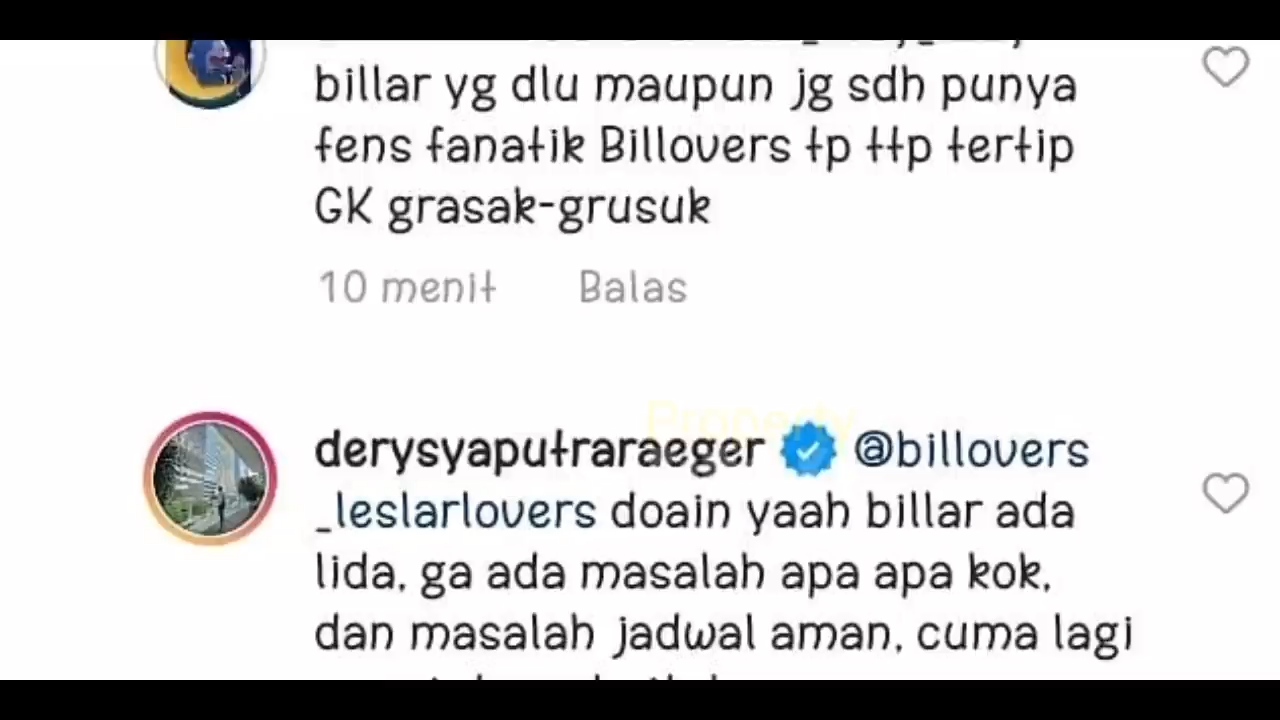 billar yg dlu maupun jg sdh punya
fens fanatik Billovers tp ttp tertip
GK grasak-grusuk
10 menit Balas
Property
derysyaputraraeger @billovers
_leslarlovers doain yaah billar ada
lida, ga ada masalah apa apa kok,
dan masalah jadwal aman, cuma lagi